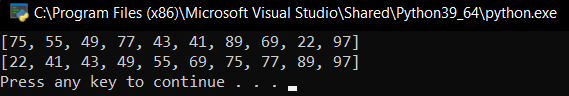 C:\Program Files (x86)\Microsoft Visual Studio\Shared\Python39_64\python.exe
[75, 55, 49, 77, 43, 41, 89, 69, 22, 97]
[22, 41, 43, 49, 55, 69, 75, 77, 89, 97]
Press any key to continue . . .